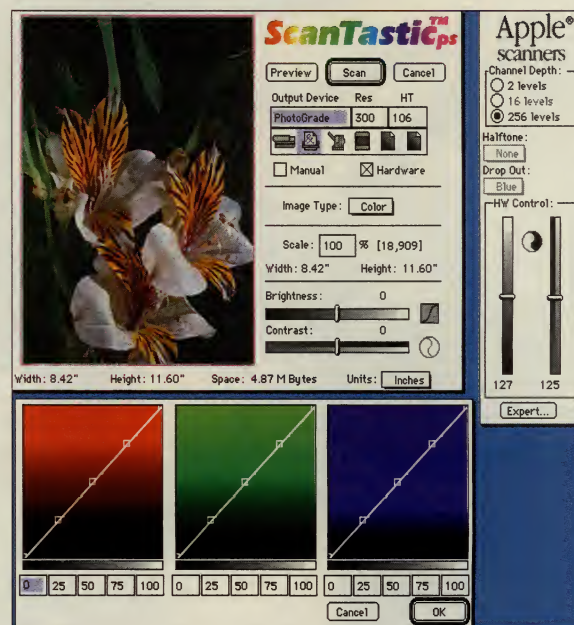 ScanTastic™ps
Preview Scan Cancel
Output Device Res HT
PhotoGrade 300 106
Manual Hardware
Image Type: Color
Scale: 100 % [18,909]
Width: 8.42" Height: 11.60"
Brightness: 0
Contrast: 0
Width: 8.42" Height: 11.60" Space: 4.87 M Bytes Units: Inches
Apple®
scanners
Channel Depth:
2 levels
16 levels
256 levels
Halftone:
None
Drop Out:
Blue
HW Control:
127 125
Expert...
0 25 50 75 100 0 25 50 75 100 0 25 50 75 100
Cancel OK